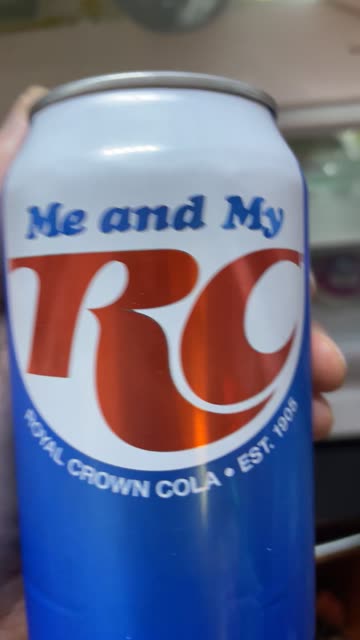 Me and My
RC
ROYAL CROWN COLA • EST. 1905